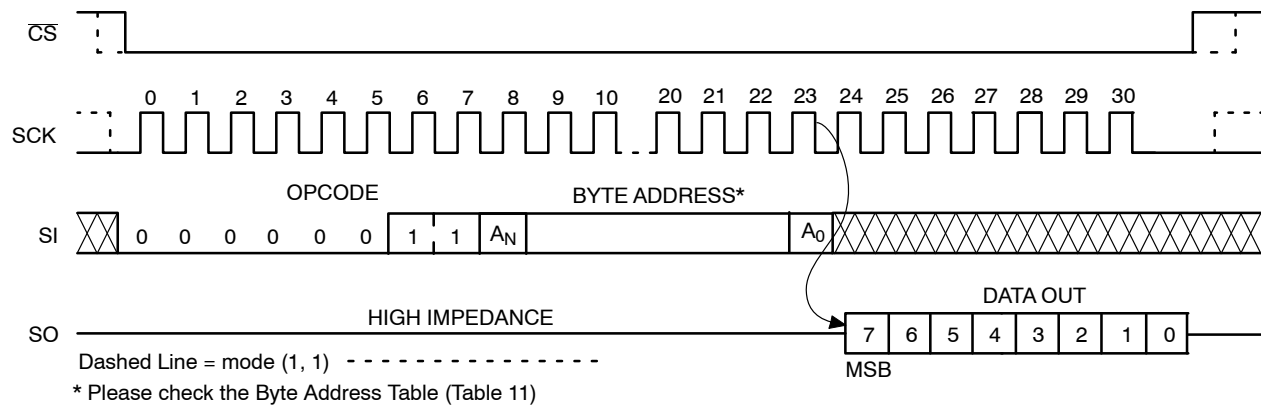 CS
0 1 2 3 4 5 6 7 8 9 10 20 21 22 23 24 25 26 27 28 29 30
SCK
OPCODE BYTE ADDRESS*
SI 0 0 0 0 0 0 1 1 AN A0
DATA OUT
HIGH IMPEDANCE
SO 7 6 5 4 3 2 1 0
Dashed Line = mode (1, 1) - - - - - - - - - - - - - - - - - -
MSB
* Please check the Byte Address Table (Table 11)